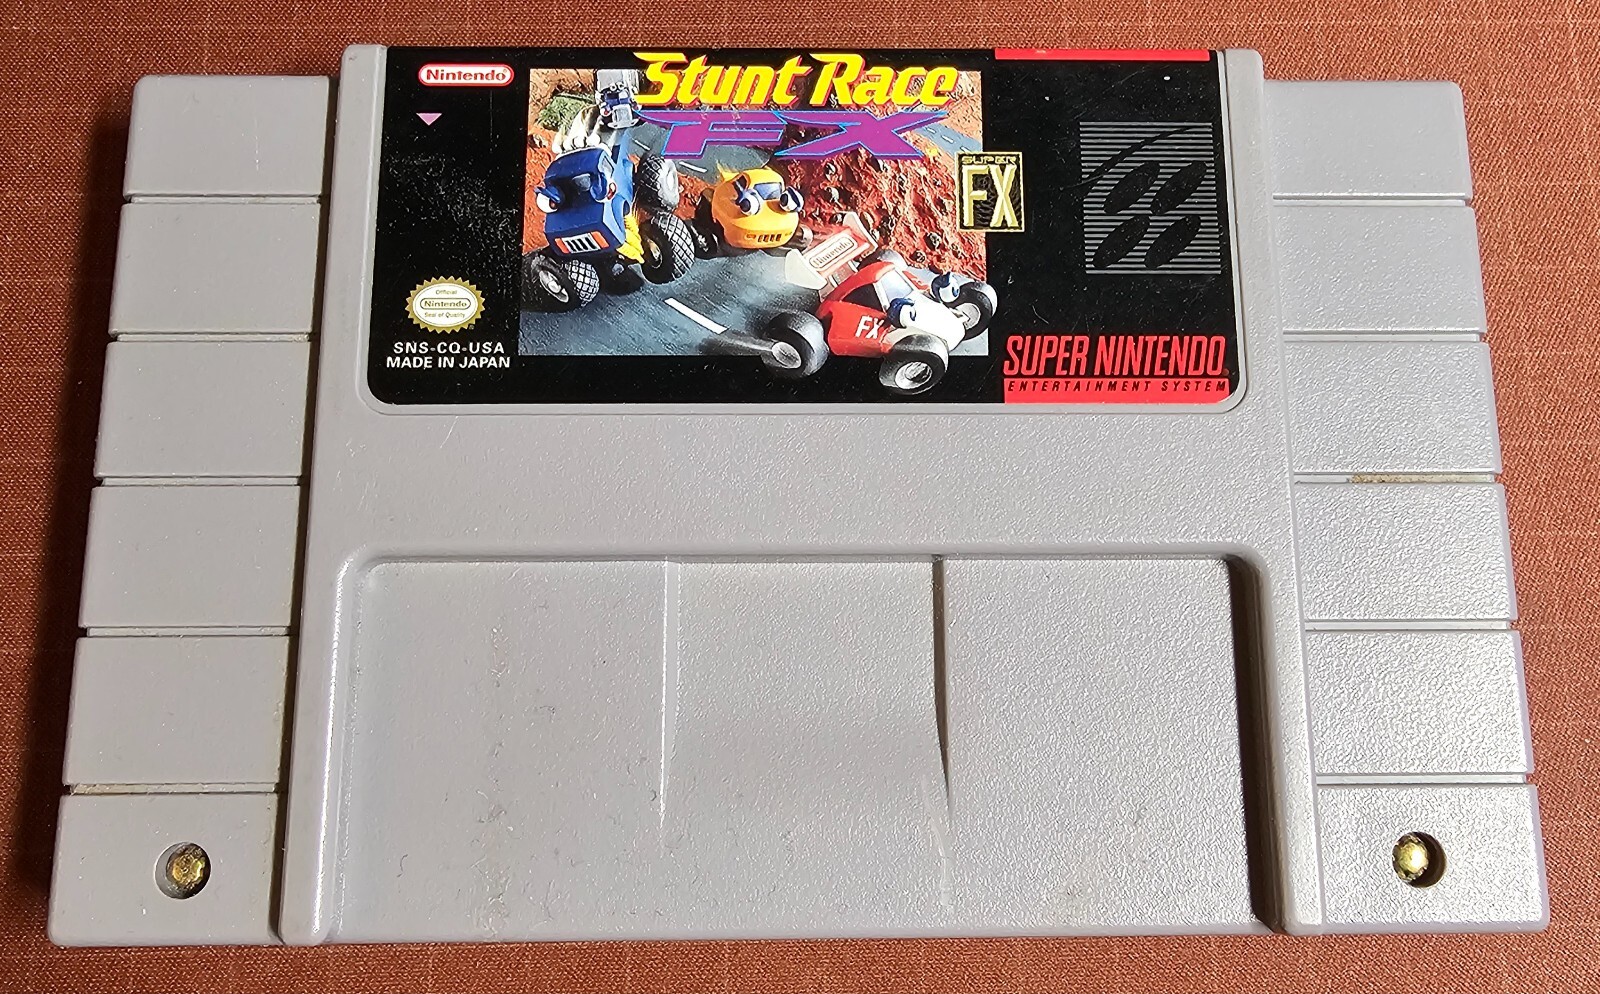 Nintendo
Stunt Race
FX
SUPER
FX
Nintendo
FX
Official
Nintendo
Seal of Quality
SNS-CQ-USA
MADE IN JAPAN
SUPER NINTENDO
ENTERTAINMENT SYSTEM